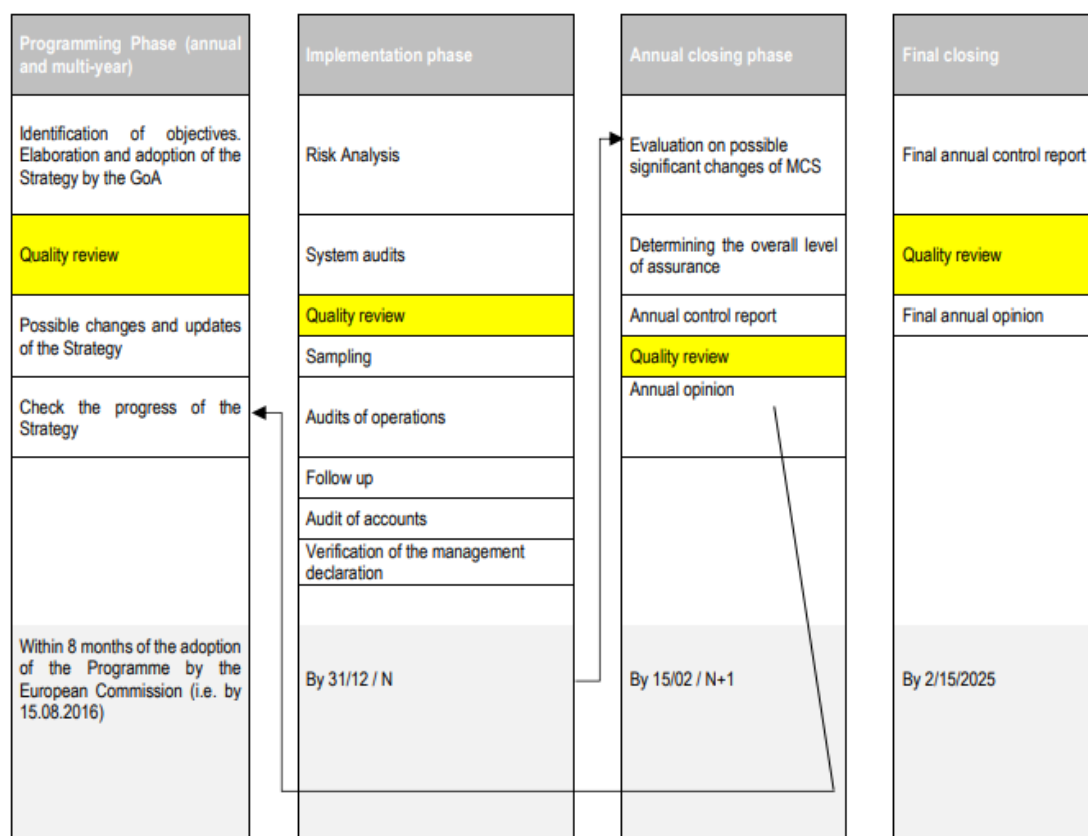 Programming Phase (annual
and multi-year)
Identification of objectives.
Elaboration and adoption of the
Strategy by the GoA
Quality review
Possible changes and updates
of the Strategy
Check the progress of the
Strategy
Within 8 months of the adoption
of the Programme by the
European Commission (i.e. by
15.08.2016)
Implementation phase
Risk Analysis
System audits
Quality review
Sampling
Audits of operations
Follow up
Audit of accounts
Verification of the management
declaration
By 31/12 / N
Annual closing phase
Evaluation on possible
significant changes of MCS
Determining the overall level
of assurance
Annual control report
Quality review
Annual opinion
By 15/02 / N+1
Final closing
Final annual control report
Quality review
Final annual opinion
By 2/15/2025